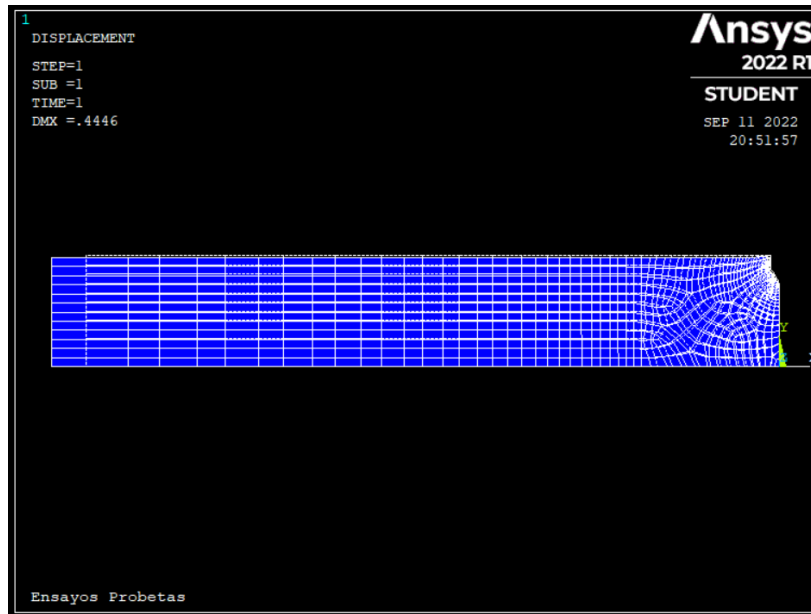 1
DISPLACEMENT
STEP=1
SUB =1
TIME=1
DMX =.4446
Ansys
2022 R1
STUDENT
SEP 11 2022
20:51:57
Y
Ensayos Probetas